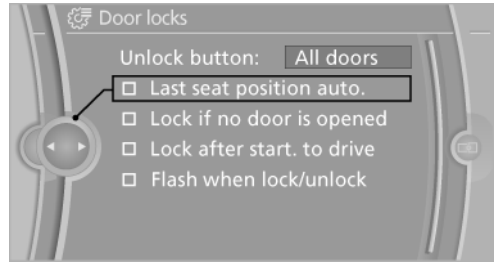 Door locks
Unlock button: All doors
Last seat position auto.
Lock if no door is opened
Lock after start. to drive
Flash when lock/unlock